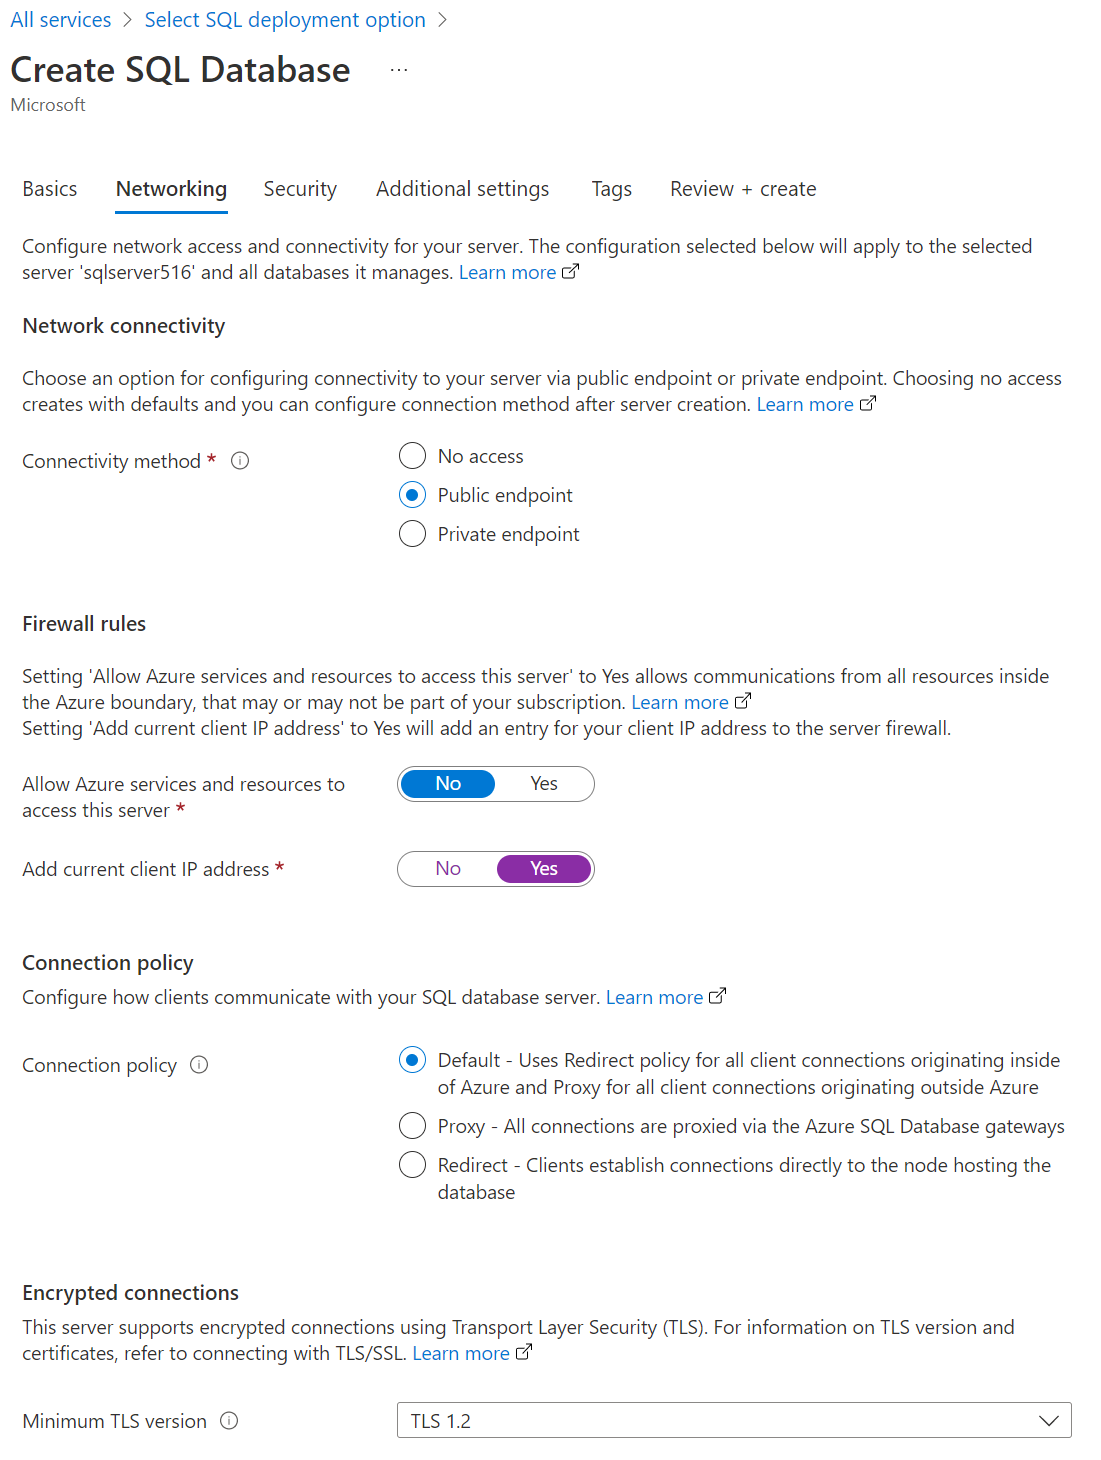 All services > Select SQL deployment option >
Create SQL Database ...
Microsoft
Basics Networking Security Additional settings Tags Review + create
Configure network access and connectivity for your server. The configuration selected below will apply to the selected
server 'sqlserver516' and all databases it manages. Learn more
Network connectivity
Choose an option for configuring connectivity to your server via public endpoint or private endpoint. Choosing no access
creates with defaults and you can configure connection method after server creation. Learn more
Connectivity method *
No access
Public endpoint
Private endpoint
Firewall rules
Setting 'Allow Azure services and resources to access this server' to Yes allows communications from all resources inside
the Azure boundary, that may or may not be part of your subscription. Learn more
Setting 'Add current client IP address' to Yes will add an entry for your client IP address to the server firewall.
Allow Azure services and resources to
access this server *
No Yes
Add current client IP address *
No Yes
Connection policy
Configure how clients communicate with your SQL database server. Learn more
Connection policy
Default - Uses Redirect policy for all client connections originating inside
of Azure and Proxy for all client connections originating outside Azure
Proxy - All connections are proxied via the Azure SQL Database gateways
Redirect - Clients establish connections directly to the node hosting the
database
Encrypted connections
This server supports encrypted connections using Transport Layer Security (TLS). For information on TLS version and
certificates, refer to connecting with TLS/SSL. Learn more
Minimum TLS version
TLS 1.2